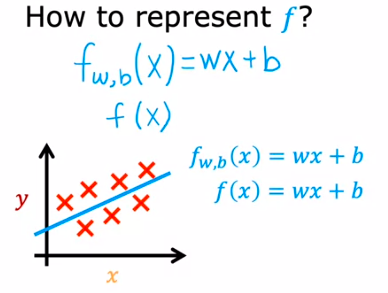 How to represent f?
f_{w,b}(x) = wx + b
f(x)
f_{w,b}(x) = wx + b
f(x) = wx + b
y
x